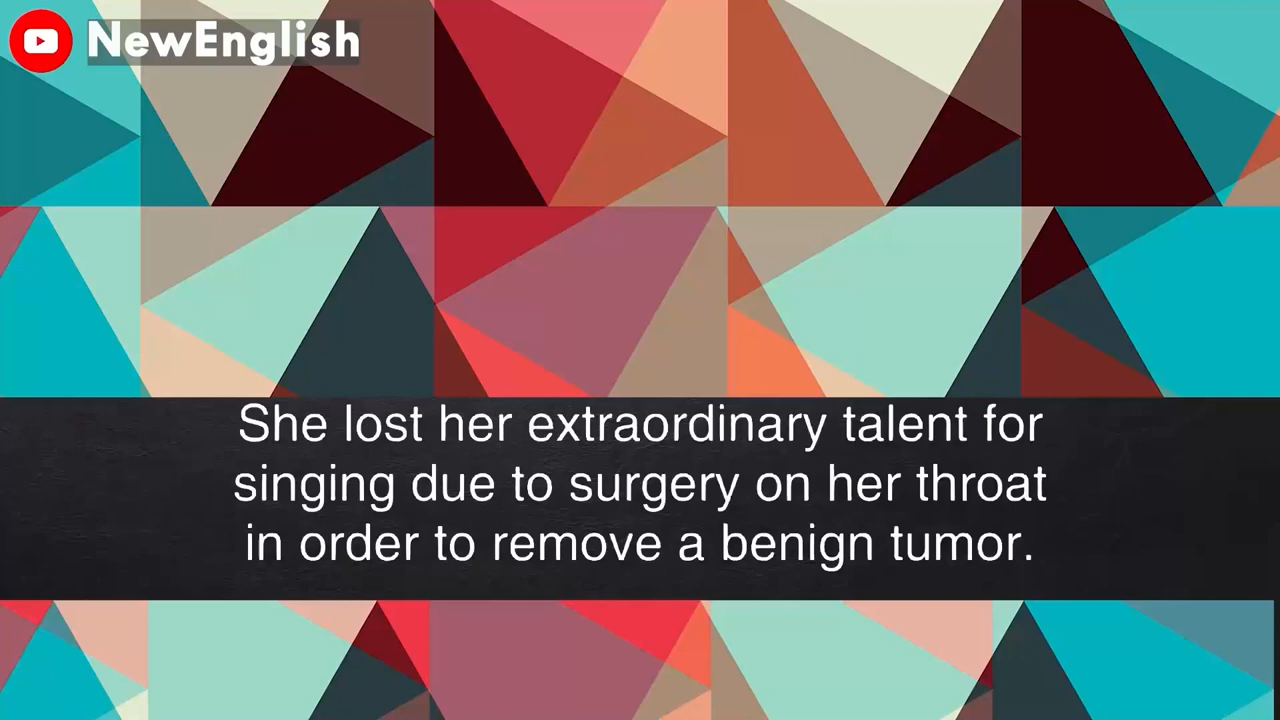 NewEnglish
She lost her extraordinary talent for
singing due to surgery on her throat
in order to remove a benign tumor.